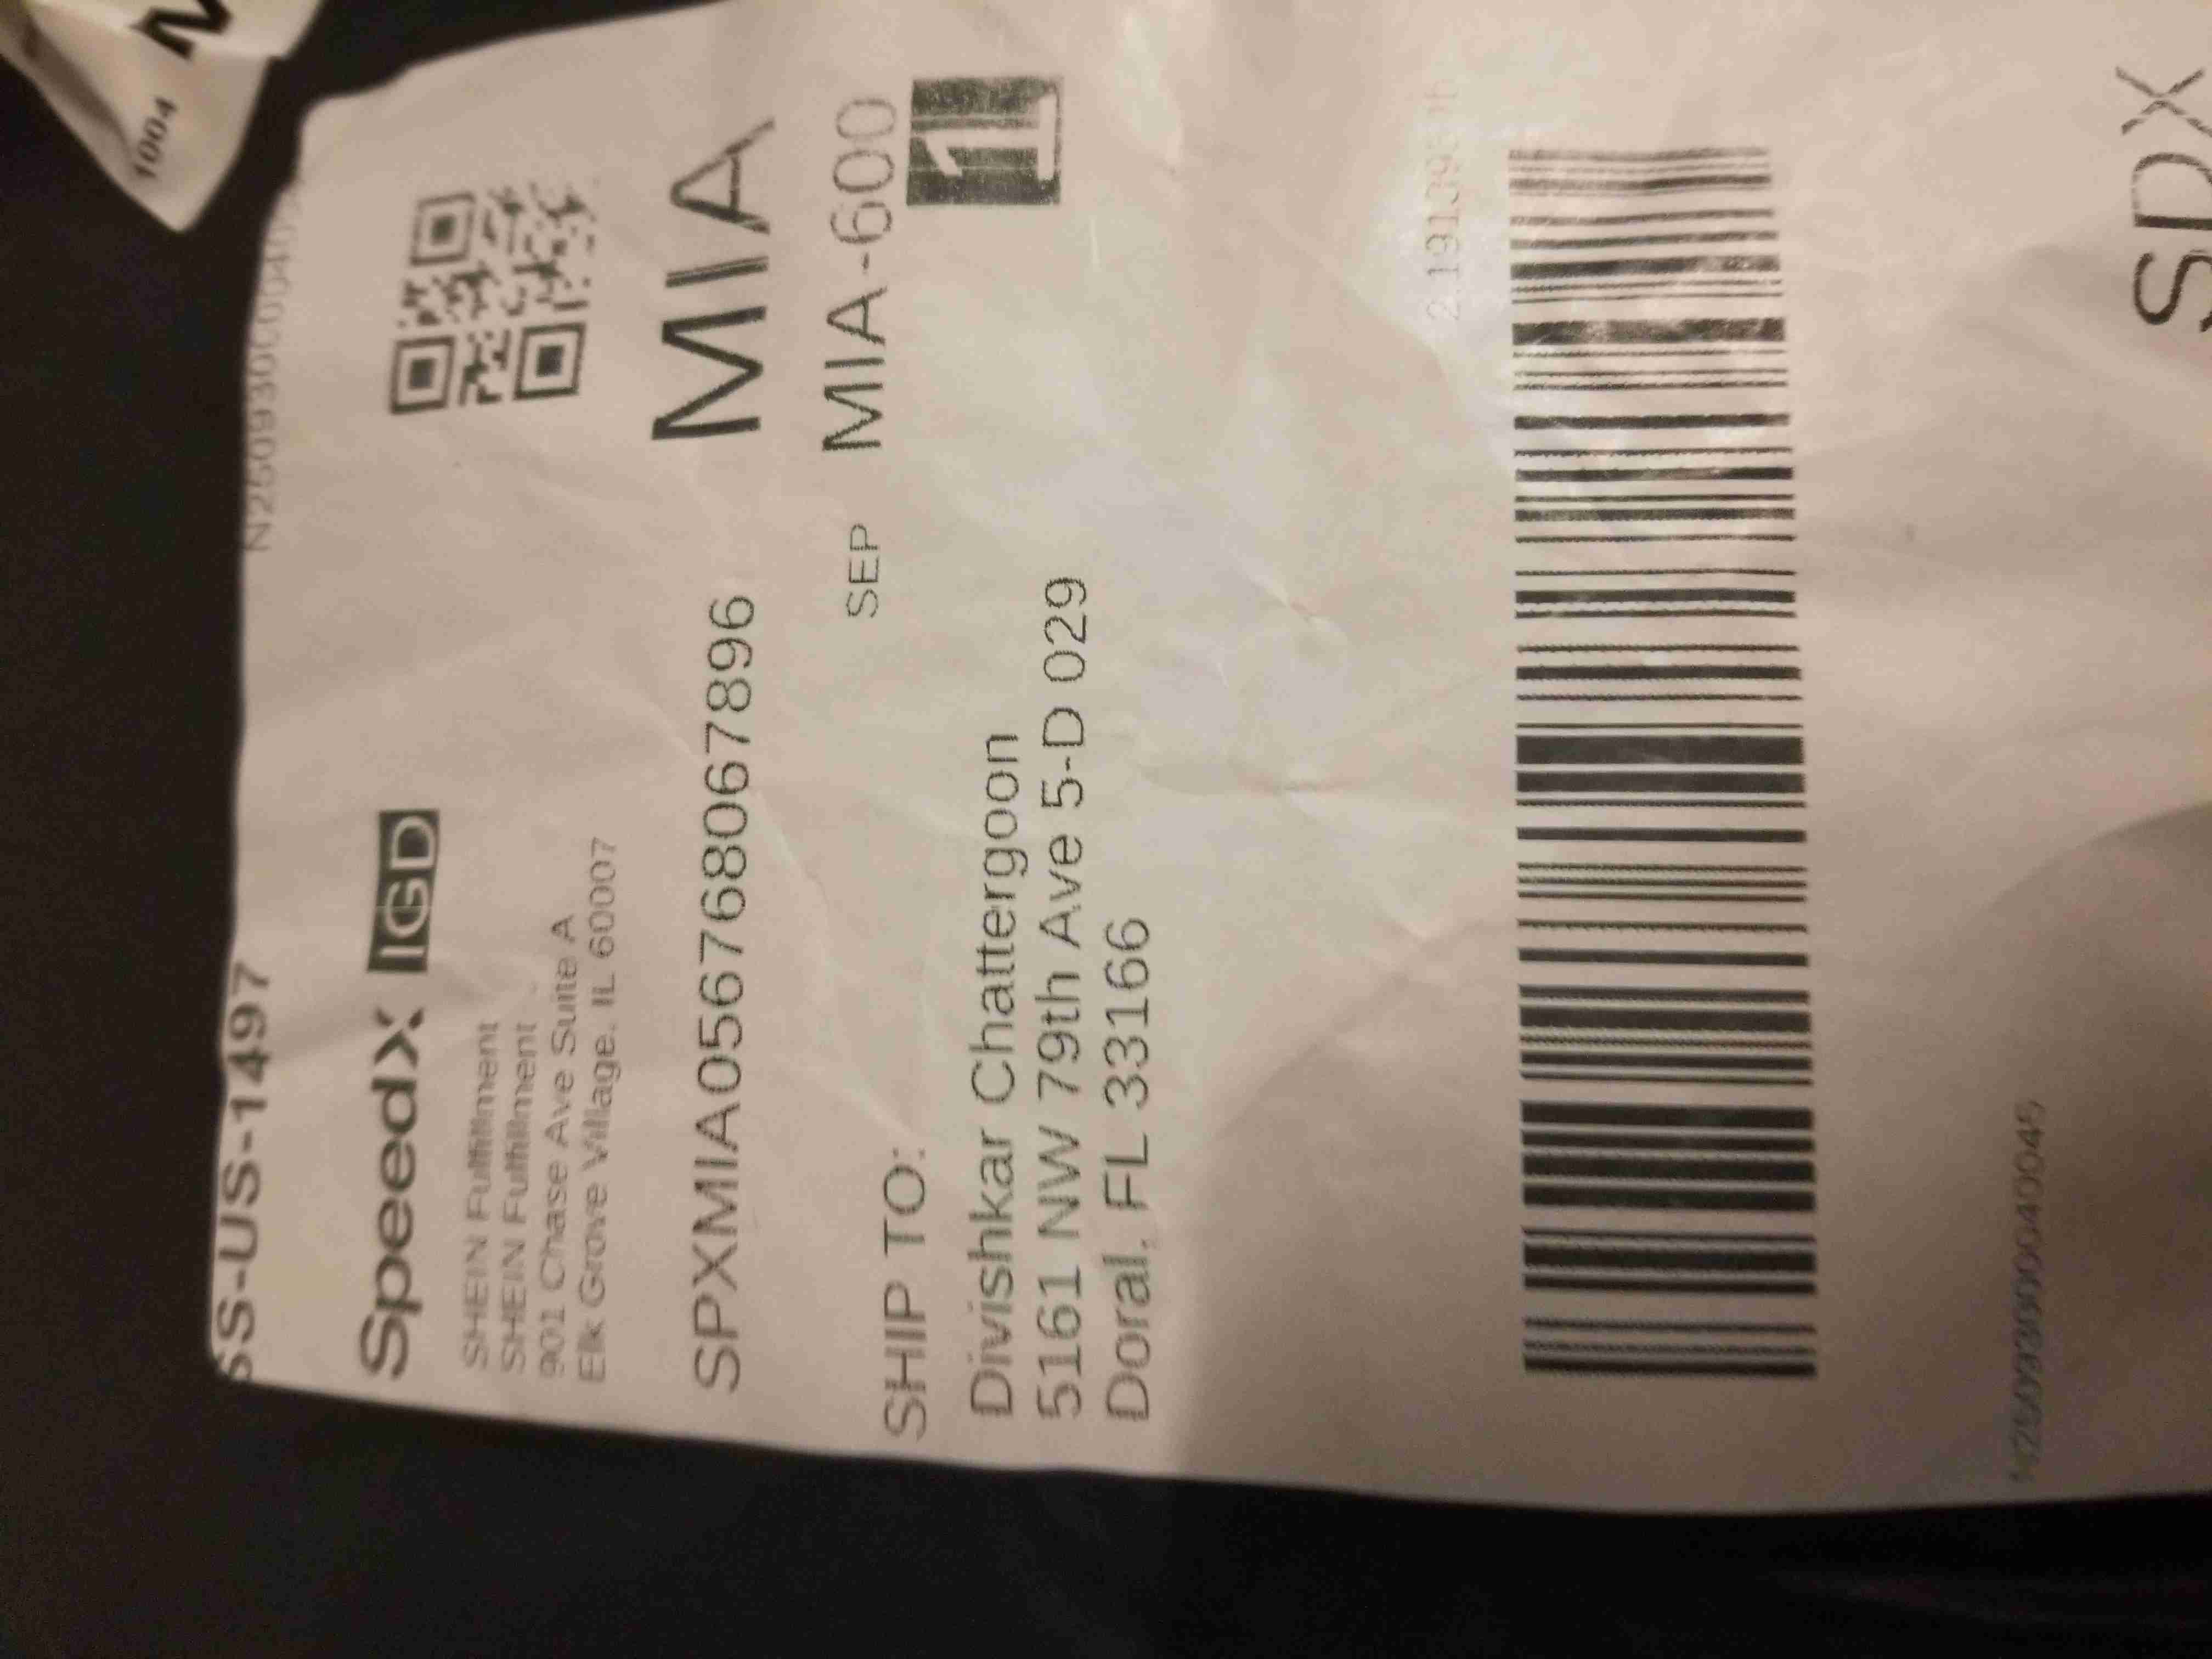 SS-US-1497
SpeedX IGD
SHEIN Fulfillment
SHEIN Fulfillment
901 Chase Ave Suite A
Elk Grove Village, IL 60007
SPXMIA056768067896 MIA
SEP MIA-600
1
SHIP TO:
Divishkar Chattergoon
5161 NW 79th Ave 5-D 029
Doral, FL 33166
SDX
1004